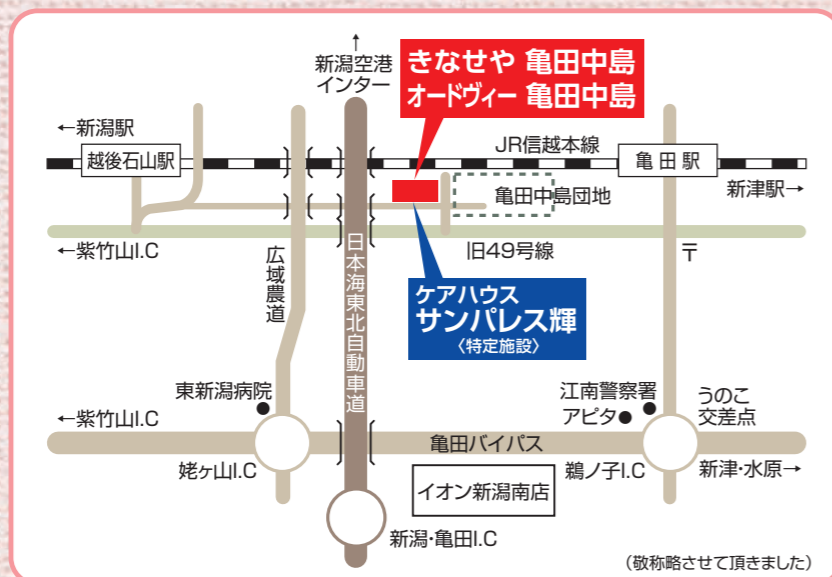 ↑
新潟空港
インター
きなせや 亀田中島
オードヴィー 亀田中島
←新潟駅
越後石山駅
JR信越本線
亀田駅
新津駅→
亀田中島団地
←紫竹山I.C
旧49号線
〒
広域農道
日本海東北自動車道
ケアハウス
サンパレス輝
〈特定施設〉
東新潟病院
江南警察署
アピタ
うのこ
交差点
←紫竹山I.C
亀田バイパス
姥ヶ山I.C
鵜ノ子I.C
新津・水原→
イオン新潟南店
新潟・亀田I.C
(敬称略させて頂きました)